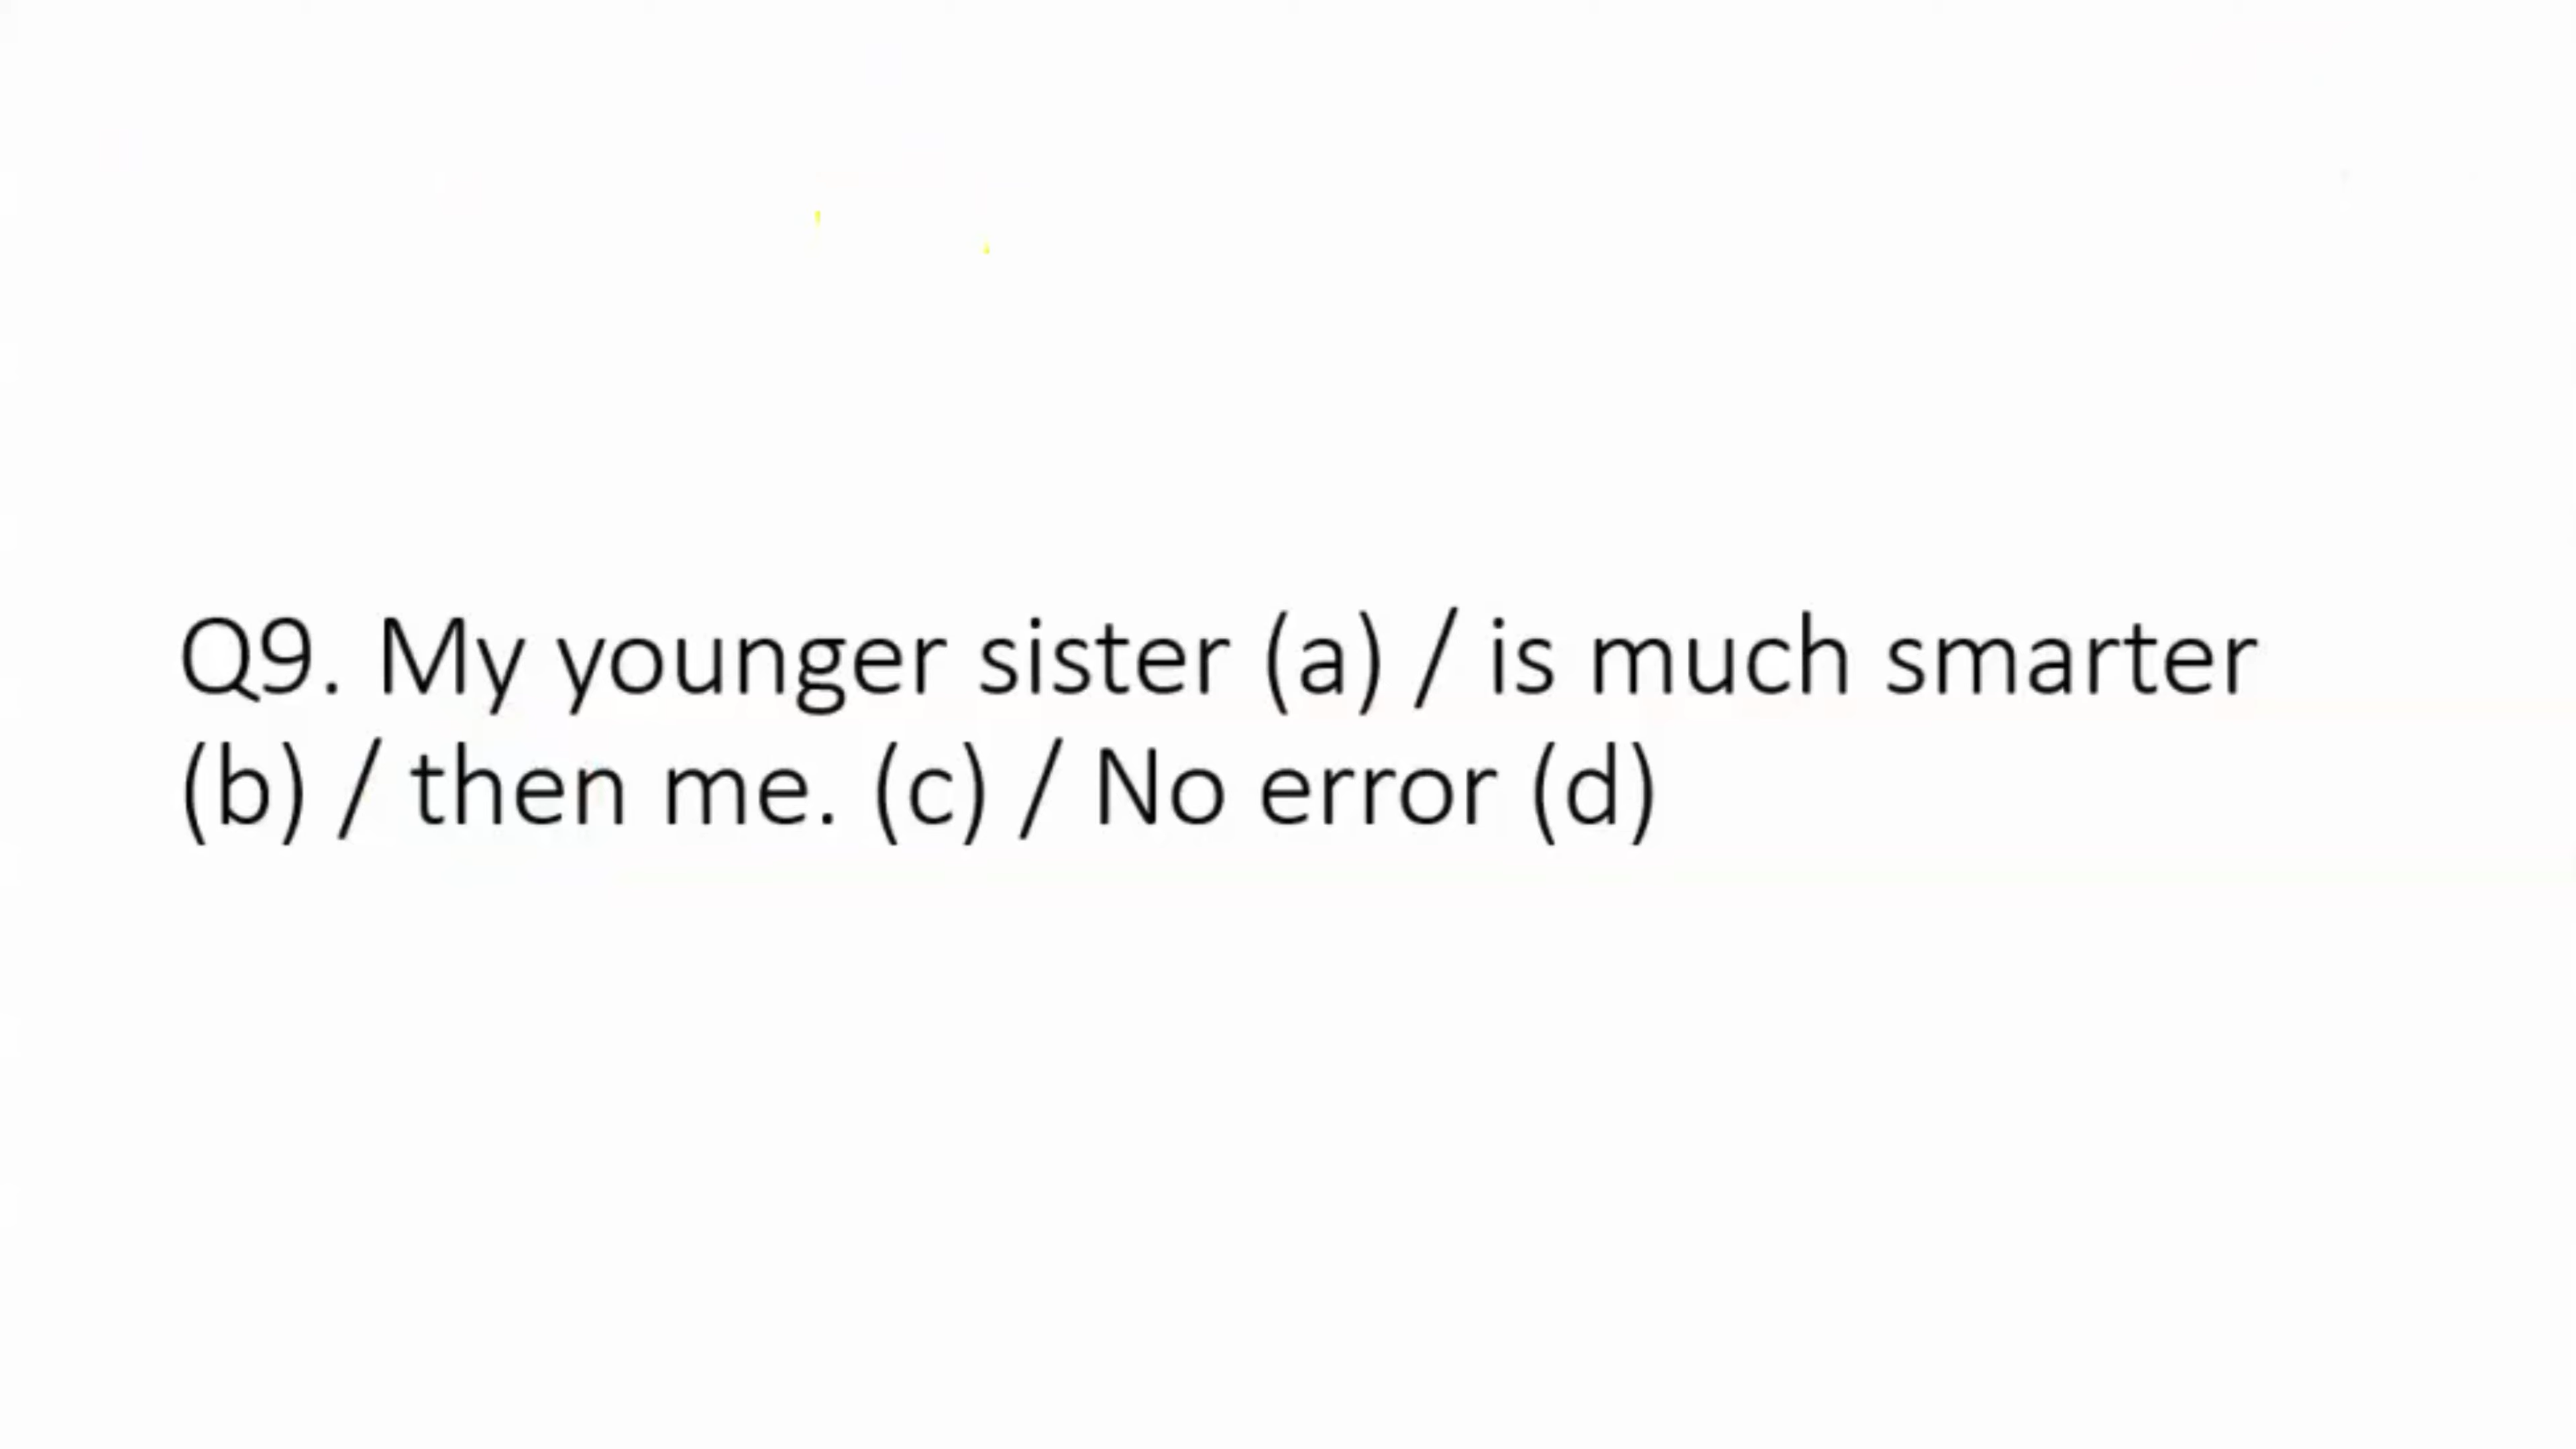 Q9. My younger sister (a) / is much smarter
(b) / then me. (c) / No error (d)